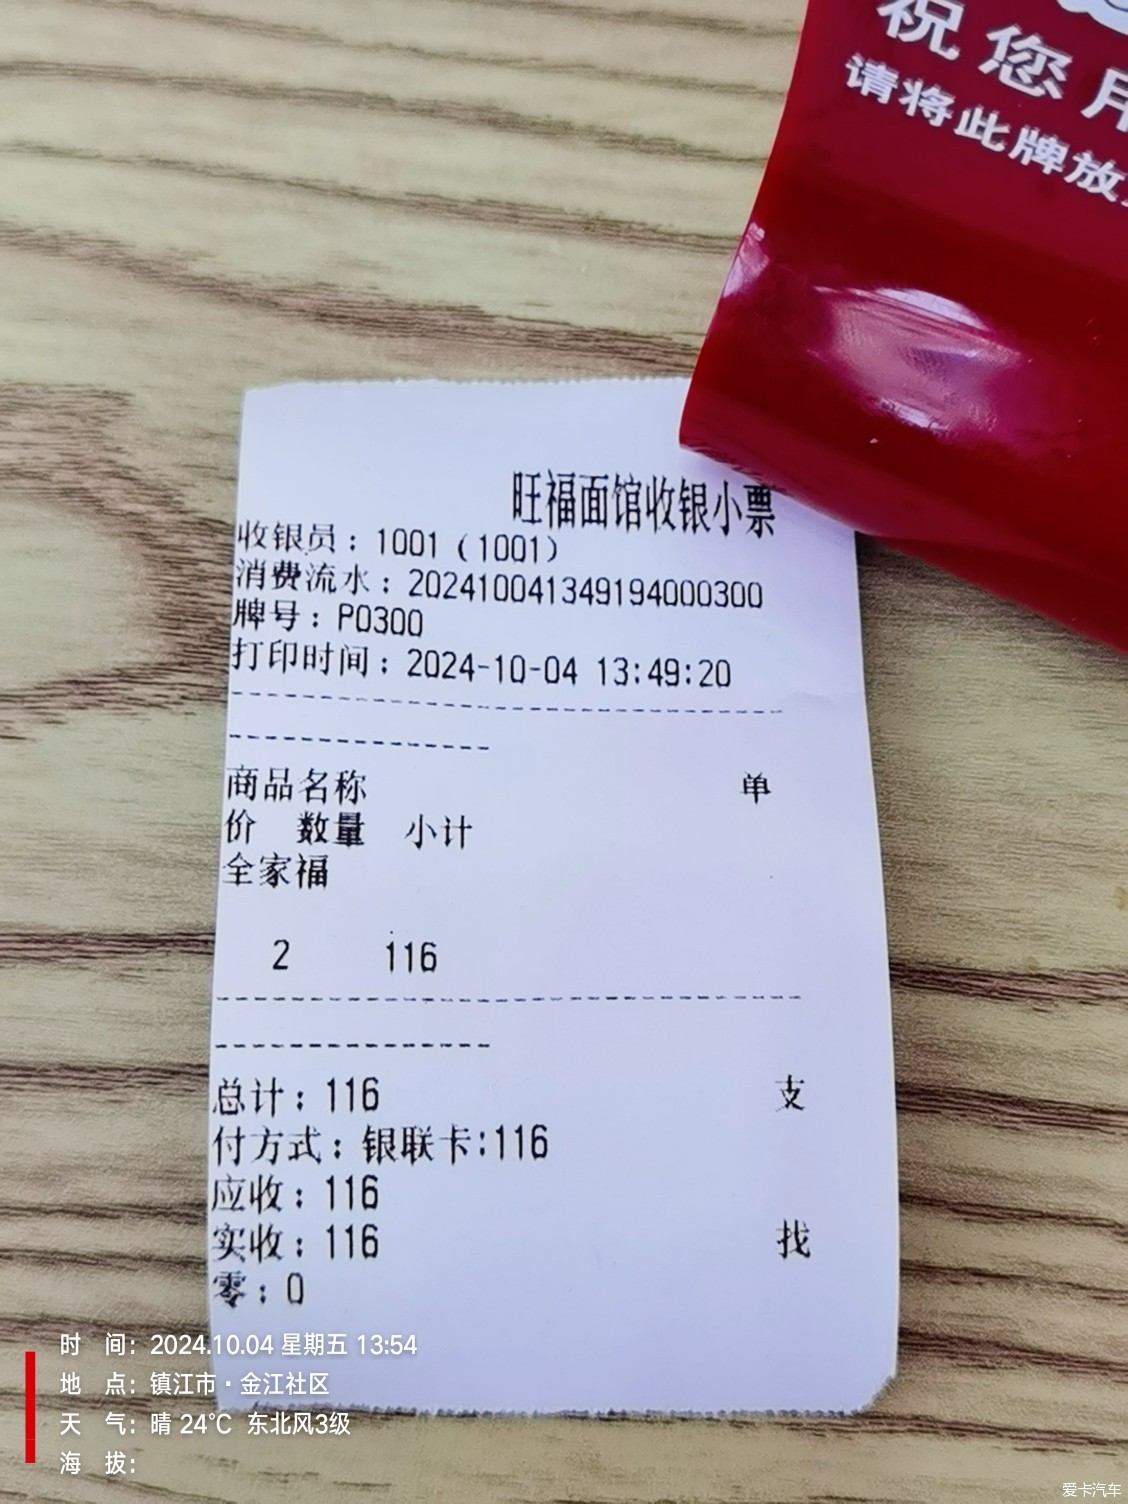 祝您用
请将此牌放
旺福面馆收银小票
收银员：1001（1001）
消费流水：202410041349194000300
牌号：P0300
打印时间：2024-10-04 13:49:20
商品名称 单
价 数量 小计
全家福
2 116
总计：116 支
付方式：银联卡:116
应收：116
实收：116 找
零：0
时 间：2024.10.04 星期五 13:54
地 点：镇江市·金江社区
天 气：晴 24℃ 东北风3级
海 拔：
爱卡汽车